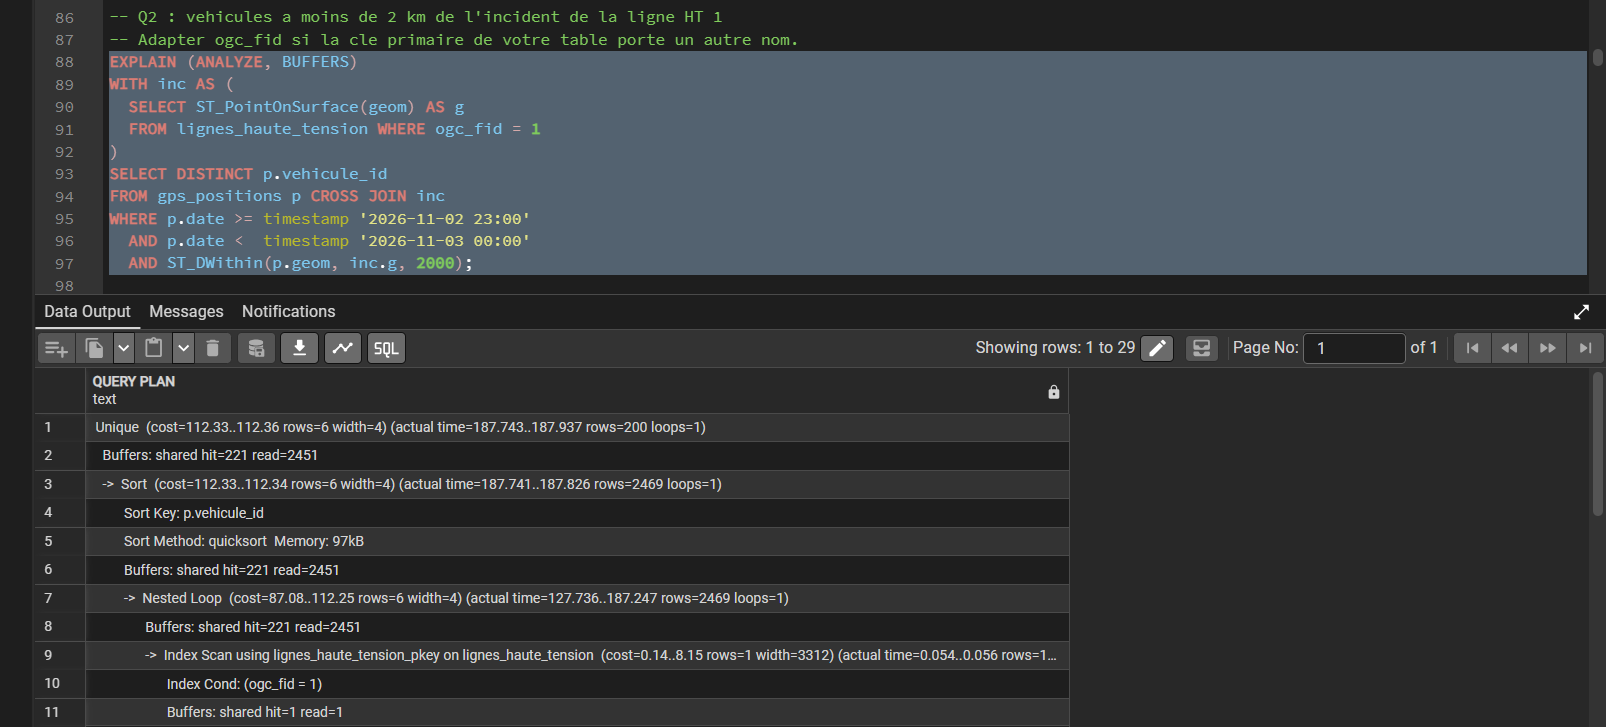 86 -- Q2 : vehicules a moins de 2 km de l'incident de la ligne HT 1
87 -- Adapter ogc_fid si la cle primaire de votre table porte un autre nom.
88 EXPLAIN (ANALYZE, BUFFERS)
89 WITH inc AS (
90 SELECT ST_PointOnSurface(geom) AS g
91 FROM lignes_haute_tension WHERE ogc_fid = 1
92 )
93 SELECT DISTINCT p.vehicule_id
94 FROM gps_positions p CROSS JOIN inc
95 WHERE p.date >= timestamp '2026-11-02 23:00'
96 AND p.date < timestamp '2026-11-03 00:00'
97 AND ST_DWithin(p.geom, inc.g, 2000);
98
Data Output Messages Notifications
SQL Showing rows: 1 to 29 Page No: 1 of 1
QUERY PLAN
text
1 Unique (cost=112.33..112.36 rows=6 width=4) (actual time=187.743..187.937 rows=200 loops=1)
2 Buffers: shared hit=221 read=2451
3 -> Sort (cost=112.33..112.34 rows=6 width=4) (actual time=187.741..187.826 rows=2469 loops=1)
4 Sort Key: p.vehicule_id
5 Sort Method: quicksort Memory: 97kB
6 Buffers: shared hit=221 read=2451
7 -> Nested Loop (cost=87.08..112.25 rows=6 width=4) (actual time=127.736..187.247 rows=2469 loops=1)
8 Buffers: shared hit=221 read=2451
9 -> Index Scan using lignes_haute_tension_pkey on lignes_haute_tension (cost=0.14..8.15 rows=1 width=3312) (actual time=0.054..0.056 rows=1...
10 Index Cond: (ogc_fid = 1)
11 Buffers: shared hit=1 read=1